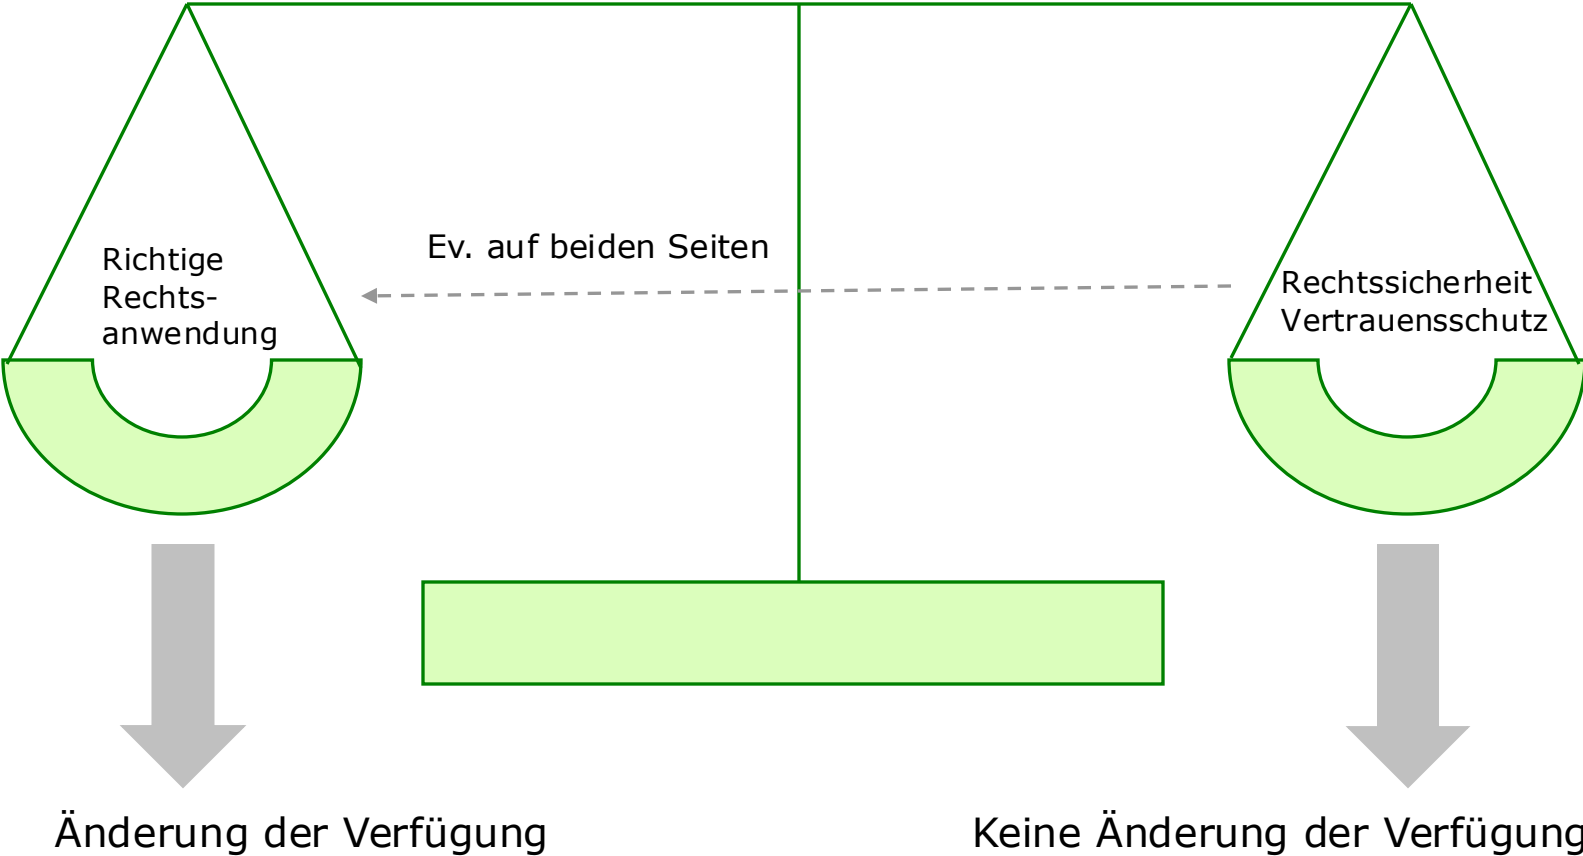 Ev. auf beiden Seiten
Richtige
Rechts-
anwendung
Rechtssicherheit
Vertrauensschutz
Änderung der Verfügung
Keine Änderung der Verfügung